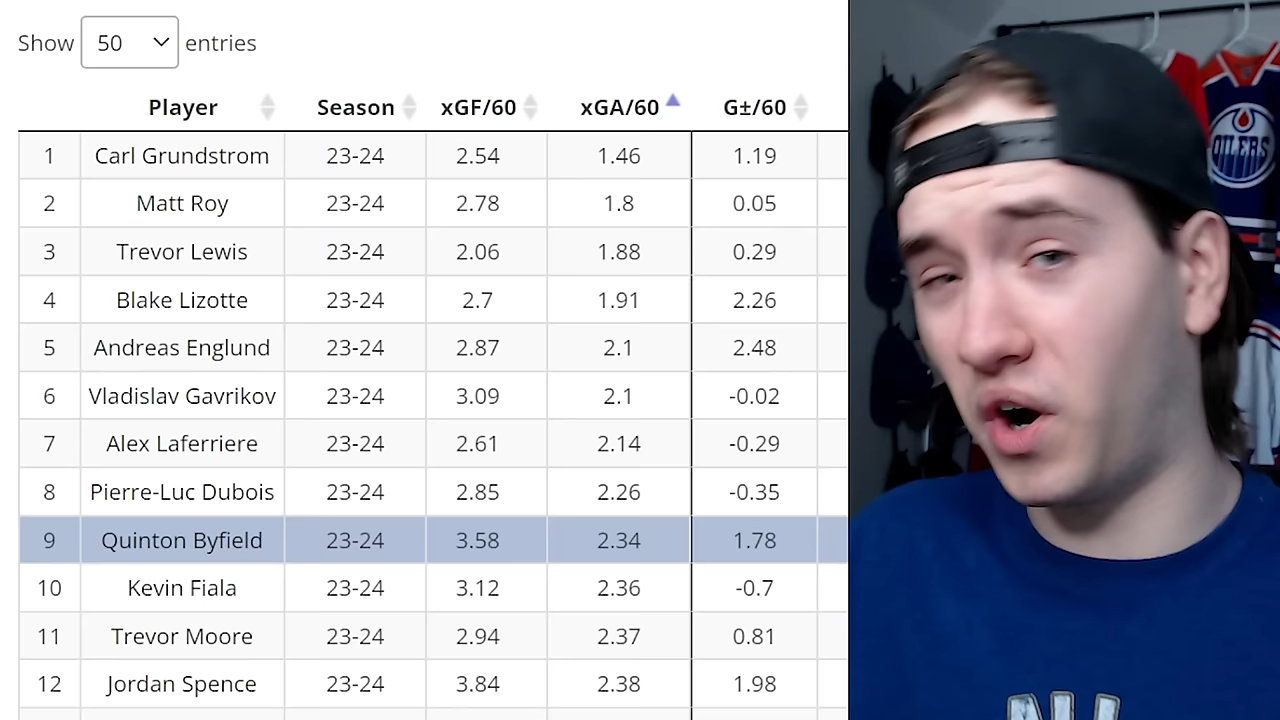 Show 50 entries
Player Season xGF/60 xGA/60 G±/60
1 Carl Grundstrom 23-24 2.54 1.46 1.19
2 Matt Roy 23-24 2.78 1.8 0.05
3 Trevor Lewis 23-24 2.06 1.88 0.29
4 Blake Lizotte 23-24 2.7 1.91 2.26
5 Andreas Englund 23-24 2.87 2.1 2.48
6 Vladislav Gavrikov 23-24 3.09 2.1 -0.02
7 Alex Laferriere 23-24 2.61 2.14 -0.29
8 Pierre-Luc Dubois 23-24 2.85 2.26 -0.35
9 Quinton Byfield 23-24 3.58 2.34 1.78
10 Kevin Fiala 23-24 3.12 2.36 -0.7
11 Trevor Moore 23-24 2.94 2.37 0.81
12 Jordan Spence 23-24 3.84 2.38 1.98
OILERS